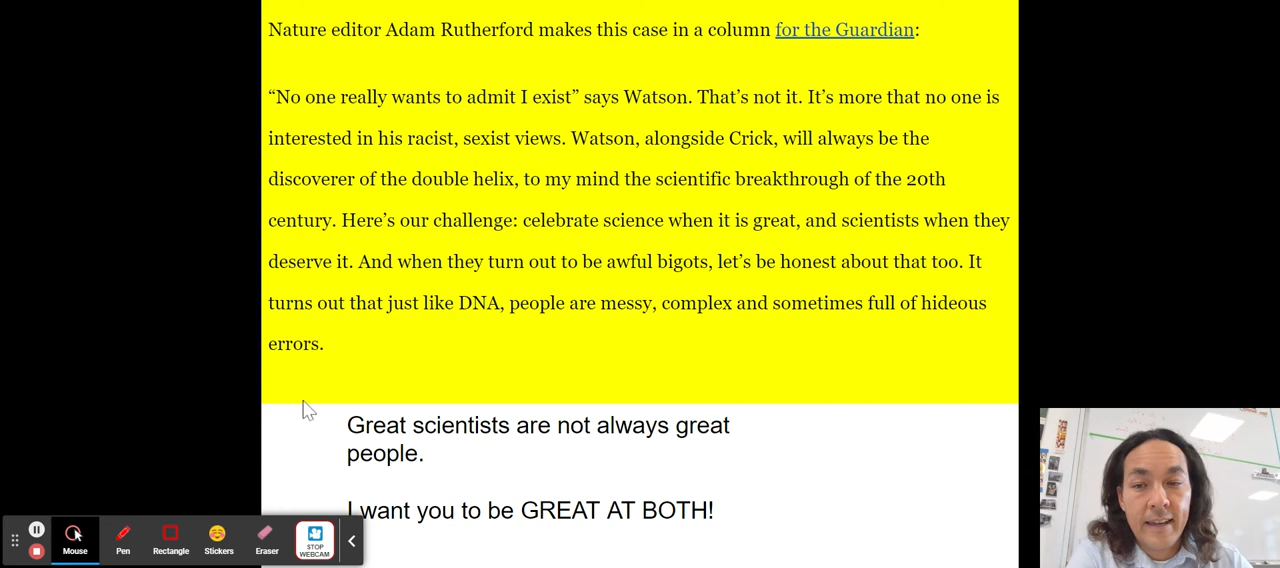 Nature editor Adam Rutherford makes this case in a column for the Guardian:
“No one really wants to admit I exist” says Watson. That’s not it. It’s more that no one is
interested in his racist, sexist views. Watson, alongside Crick, will always be the
discoverer of the double helix, to my mind the scientific breakthrough of the 20th
century. Here’s our challenge: celebrate science when it is great, and scientists when they
deserve it. And when they turn out to be awful bigots, let’s be honest about that too. It
turns out that just like DNA, people are messy, complex and sometimes full of hideous
errors.
Great scientists are not always great
people.
I want you to be GREAT AT BOTH!
Mouse
Pen
Rectangle
Stickers
Eraser
STOP
WEBCAM